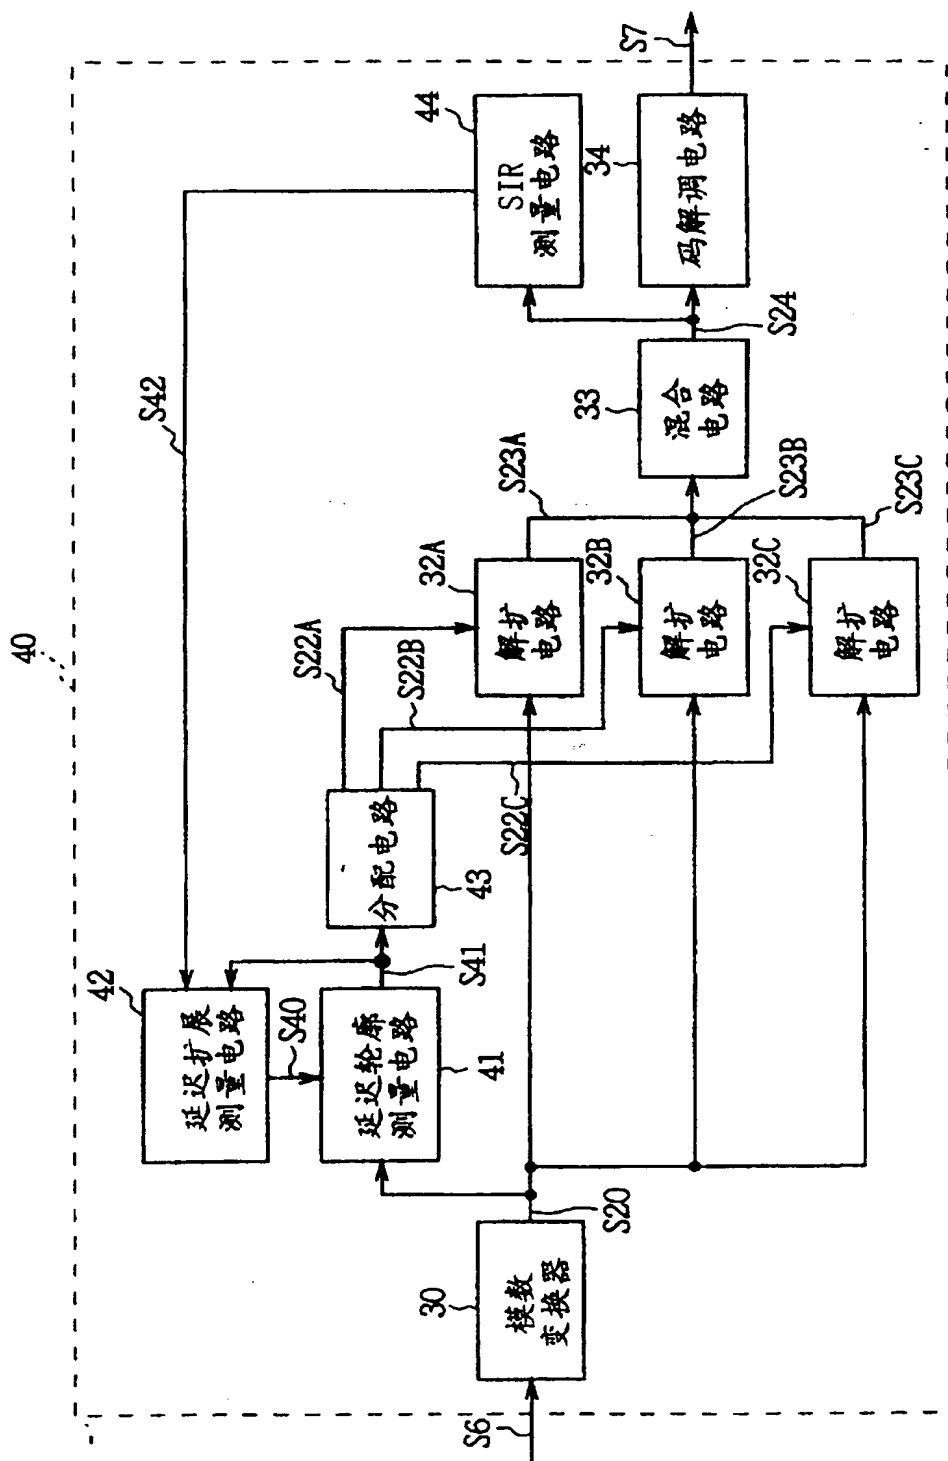 40
S42
42
延迟扩展
测量电路
S40
延迟轮廓
测量电路
41
S41
分配电路
43
S22A
S22B
S22C
44
SIR
测量电路
32A
解扩
电路
S23A
32B
解扩
电路
S23B
32C
解扩
电路
S23C
33
混合
电路
S24
34
码解调电路
S7
30
模数
变换器
S20
S6